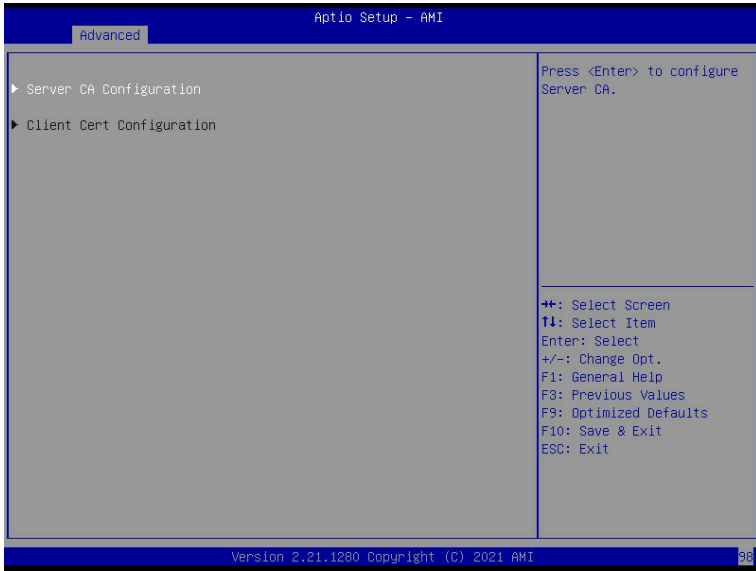 Aptio Setup – AMI
Advanced
▶ Server CA Configuration
▶ Client Cert Configuration
Press <Enter> to configure
Server CA.
→←: Select Screen
↑↓: Select Item
Enter: Select
+/-: Change Opt.
F1: General Help
F3: Previous Values
F9: Optimized Defaults
F10: Save & Exit
ESC: Exit
Version 2.21.1280 Copyright (C) 2021 AMI
98